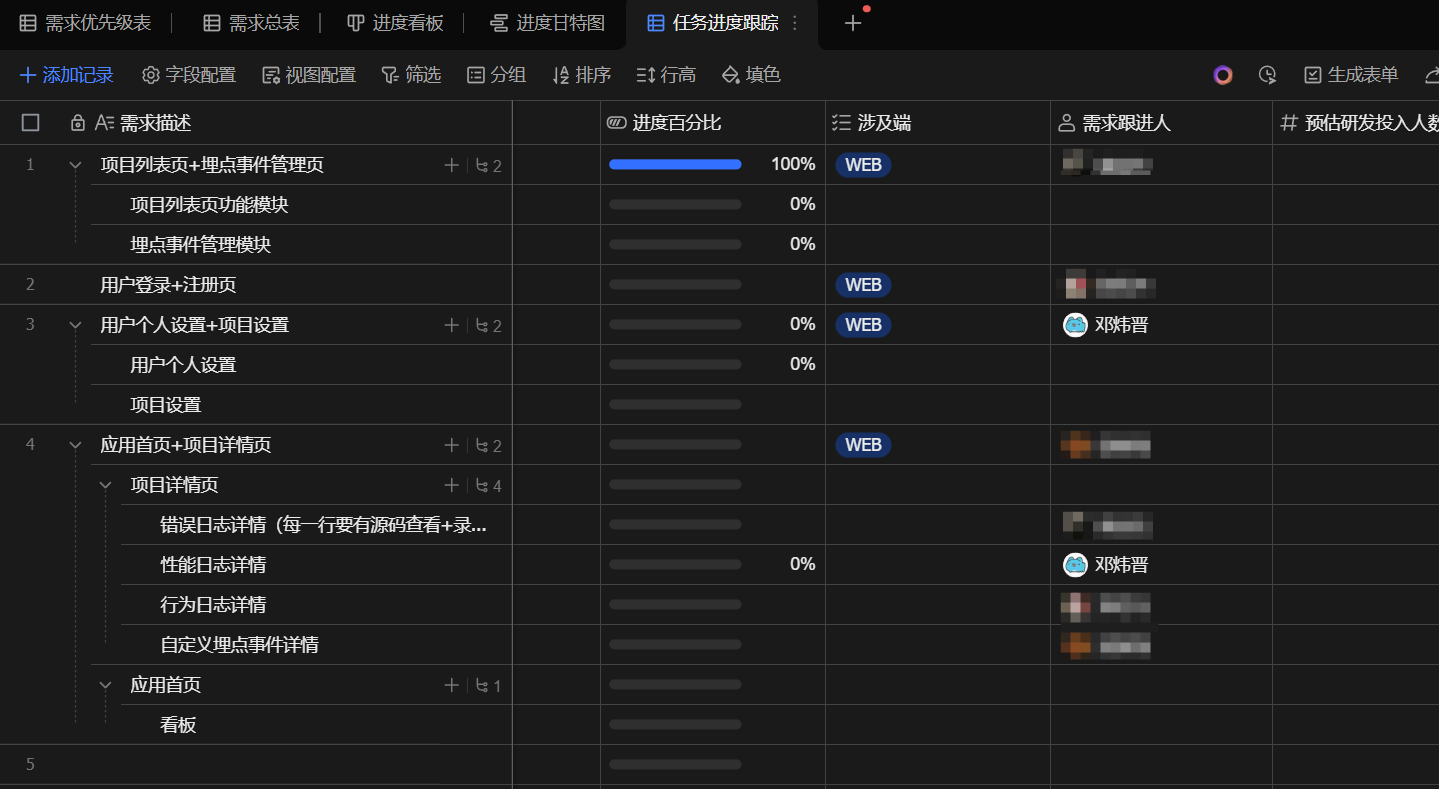 需求优先级表 需求总表 进度看板 进度甘特图 任务进度跟踪
添加记录 字段配置 视图配置 筛选 分组 排序 行高 填色 生成表单
需求描述 进度百分比 涉及端 需求跟进人 预估研发投入人数
1 项目列表页+埋点事件管理页 2 100% WEB
项目列表页功能模块 0%
埋点事件管理模块 0%
2 用户登录+注册页 WEB
3 用户个人设置+项目设置 2 0% WEB 邓炜晋
用户个人设置 0%
项目设置
4 应用首页+项目详情页 2 WEB
项目详情页 4
错误日志详情（每一行要有源码查看+录...
性能日志详情 0% 邓炜晋
行为日志详情
自定义埋点事件详情
应用首页 1
看板
5